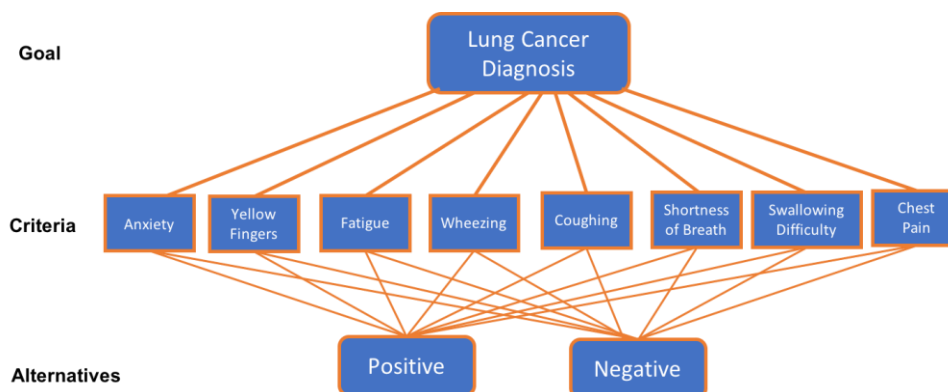 Goal
Lung Cancer
Diagnosis
Criteria
Anxiety
Yellow
Fingers
Fatigue
Wheezing
Coughing
Shortness
of Breath
Swallowing
Difficulty
Chest
Pain
Alternatives
Positive
Negative